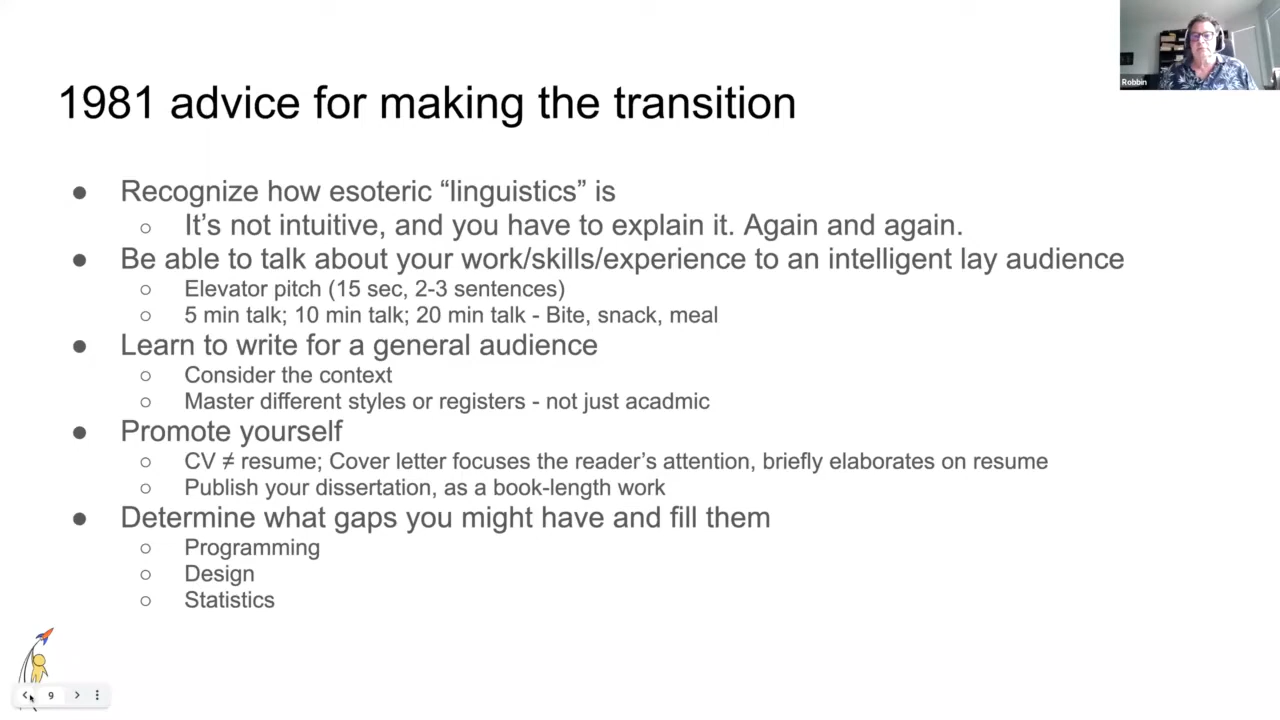 Robbin
1981 advice for making the transition
● Recognize how esoteric “linguistics” is
○ It’s not intuitive, and you have to explain it. Again and again.
● Be able to talk about your work/skills/experience to an intelligent lay audience
○ Elevator pitch (15 sec, 2-3 sentences)
○ 5 min talk; 10 min talk; 20 min talk - Bite, snack, meal
● Learn to write for a general audience
○ Consider the context
○ Master different styles or registers - not just acadmic
● Promote yourself
○ CV ≠ resume; Cover letter focuses the reader’s attention, briefly elaborates on resume
○ Publish your dissertation, as a book-length work
● Determine what gaps you might have and fill them
○ Programming
○ Design
○ Statistics
9